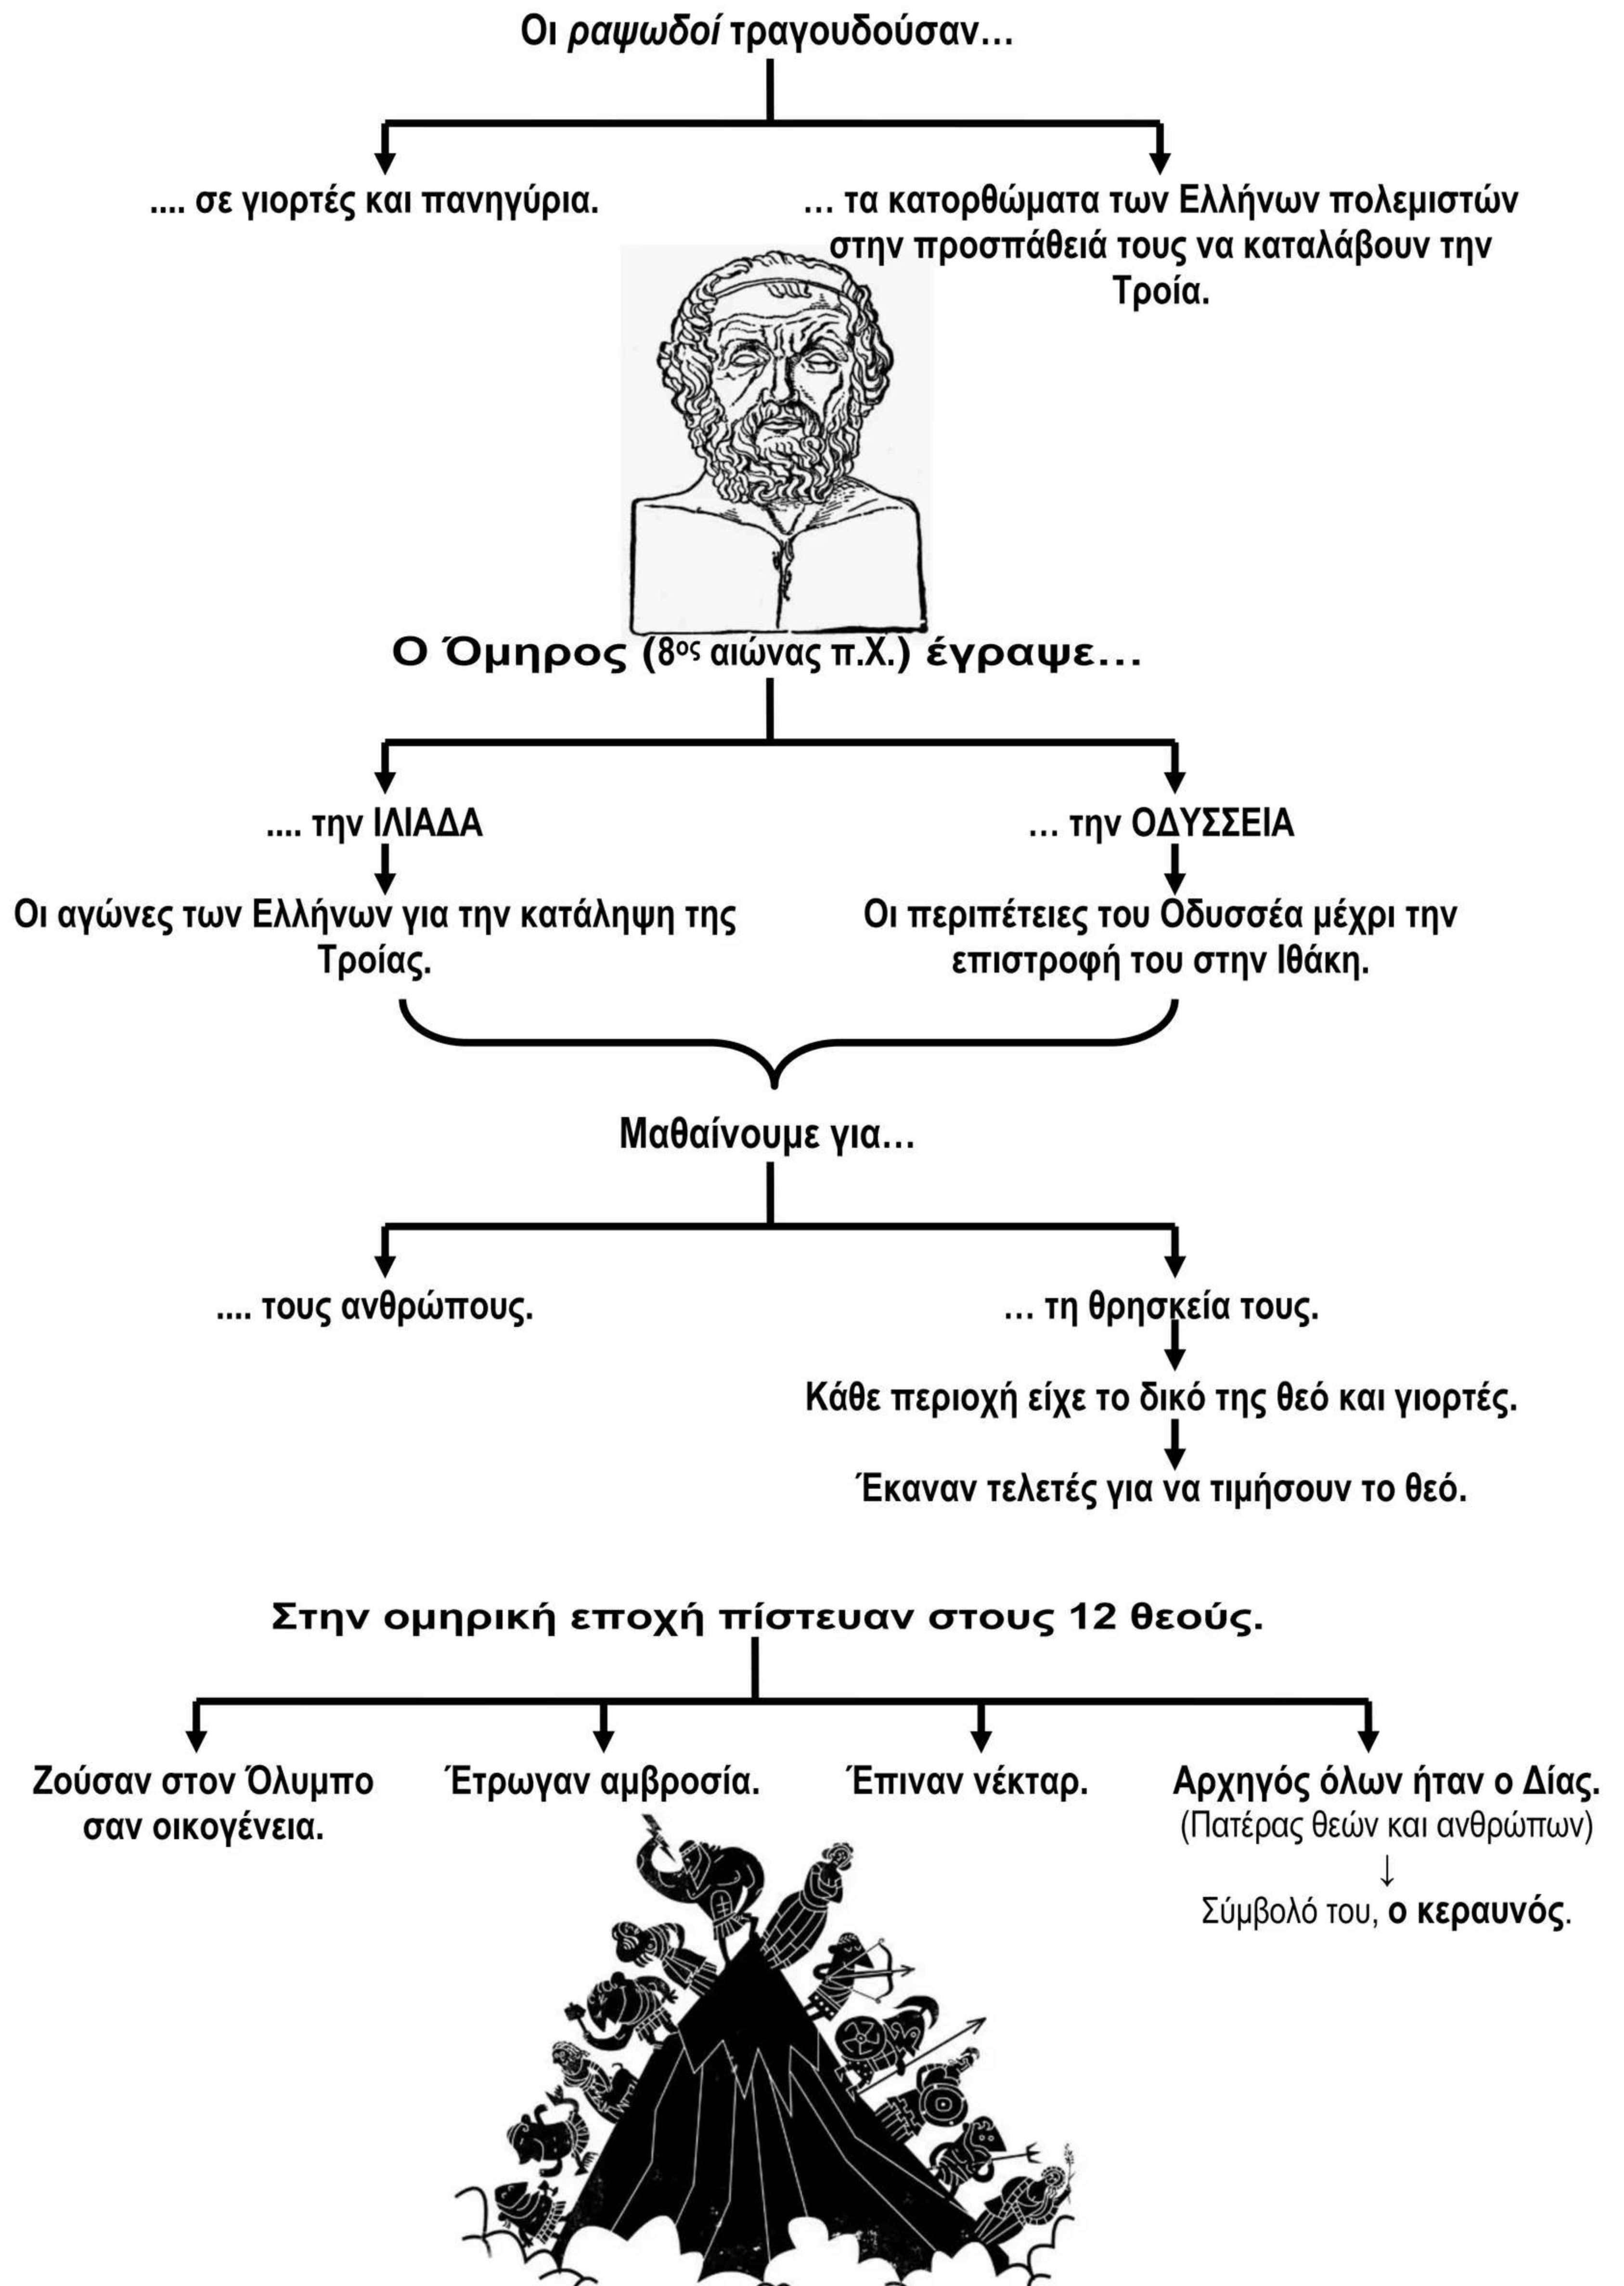 Οι ραψωδοί τραγουδούσαν…
.... σε γιορτές και πανηγύρια.
… τα κατορθώματα των Ελλήνων πολεμιστών
στην προσπάθειά τους να καταλάβουν την
Τροία.
Ο Όμηρος (8ος αιώνας π.Χ.) έγραψε…
.... την ΙΛΙΑΔΑ
… την ΟΔΥΣΣΕΙΑ
Οι αγώνες των Ελλήνων για την κατάληψη της
Τροίας.
Οι περιπέτειες του Οδυσσέα μέχρι την
επιστροφή του στην Ιθάκη.
Μαθαίνουμε για…
.... τους ανθρώπους.
… τη θρησκεία τους.
Κάθε περιοχή είχε το δικό της θεό και γιορτές.
Έκαναν τελετές για να τιμήσουν το θεό.
Στην ομηρική εποχή πίστευαν στους 12 θεούς.
Ζούσαν στον Όλυμπο
σαν οικογένεια.
Έτρωγαν αμβροσία.
Έπιναν νέκταρ.
Αρχηγός όλων ήταν ο Δίας.
(Πατέρας θεών και ανθρώπων)
↓
Σύμβολό του, ο κεραυνός.